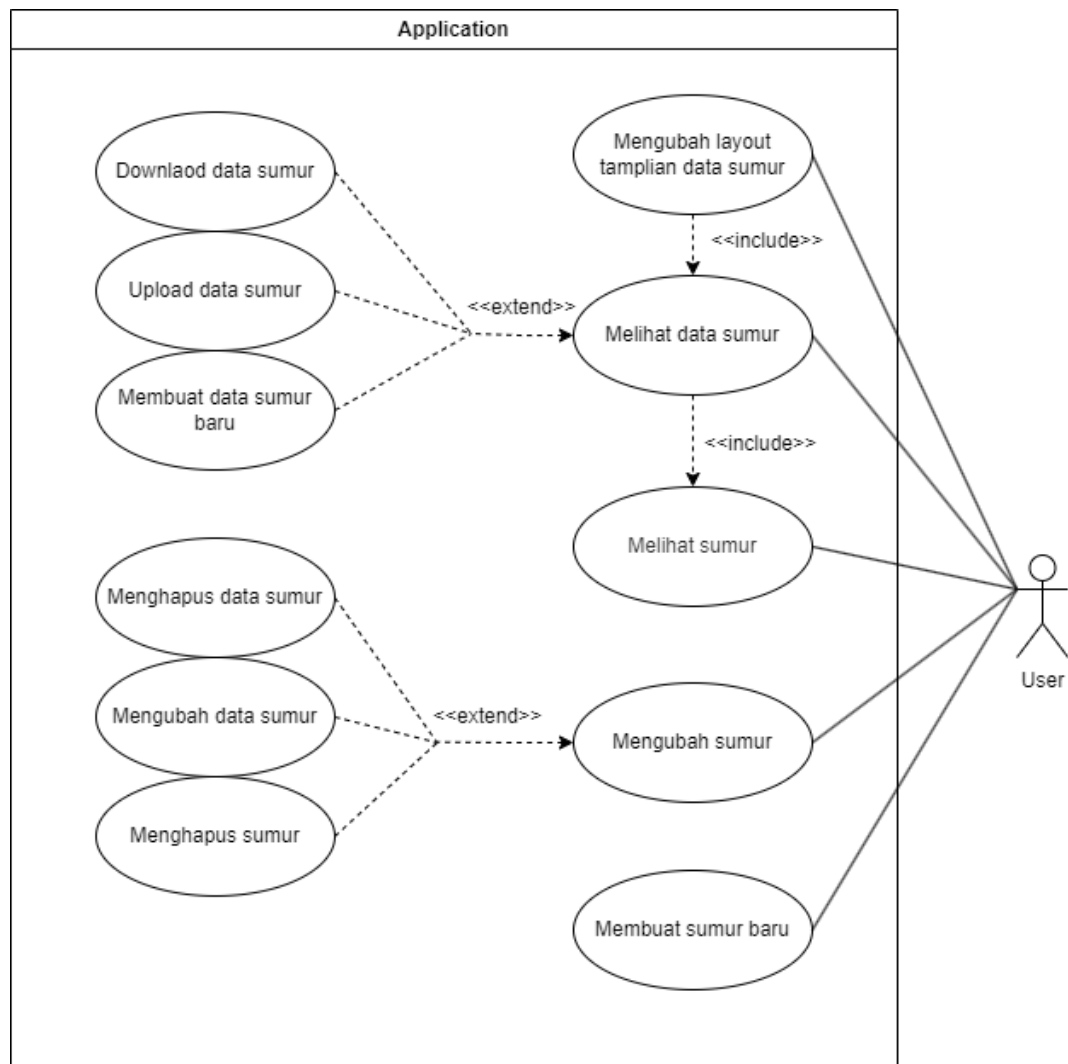 Application
Downlaod data sumur
Upload data sumur
Membuat data sumur
baru
<<extend>>
Mengubah layout
tamplian data sumur
<<include>>
Melihat data sumur
<<include>>
Melihat sumur
Menghapus data sumur
Mengubah data sumur
Menghapus sumur
<<extend>>
Mengubah sumur
Membuat sumur baru
User